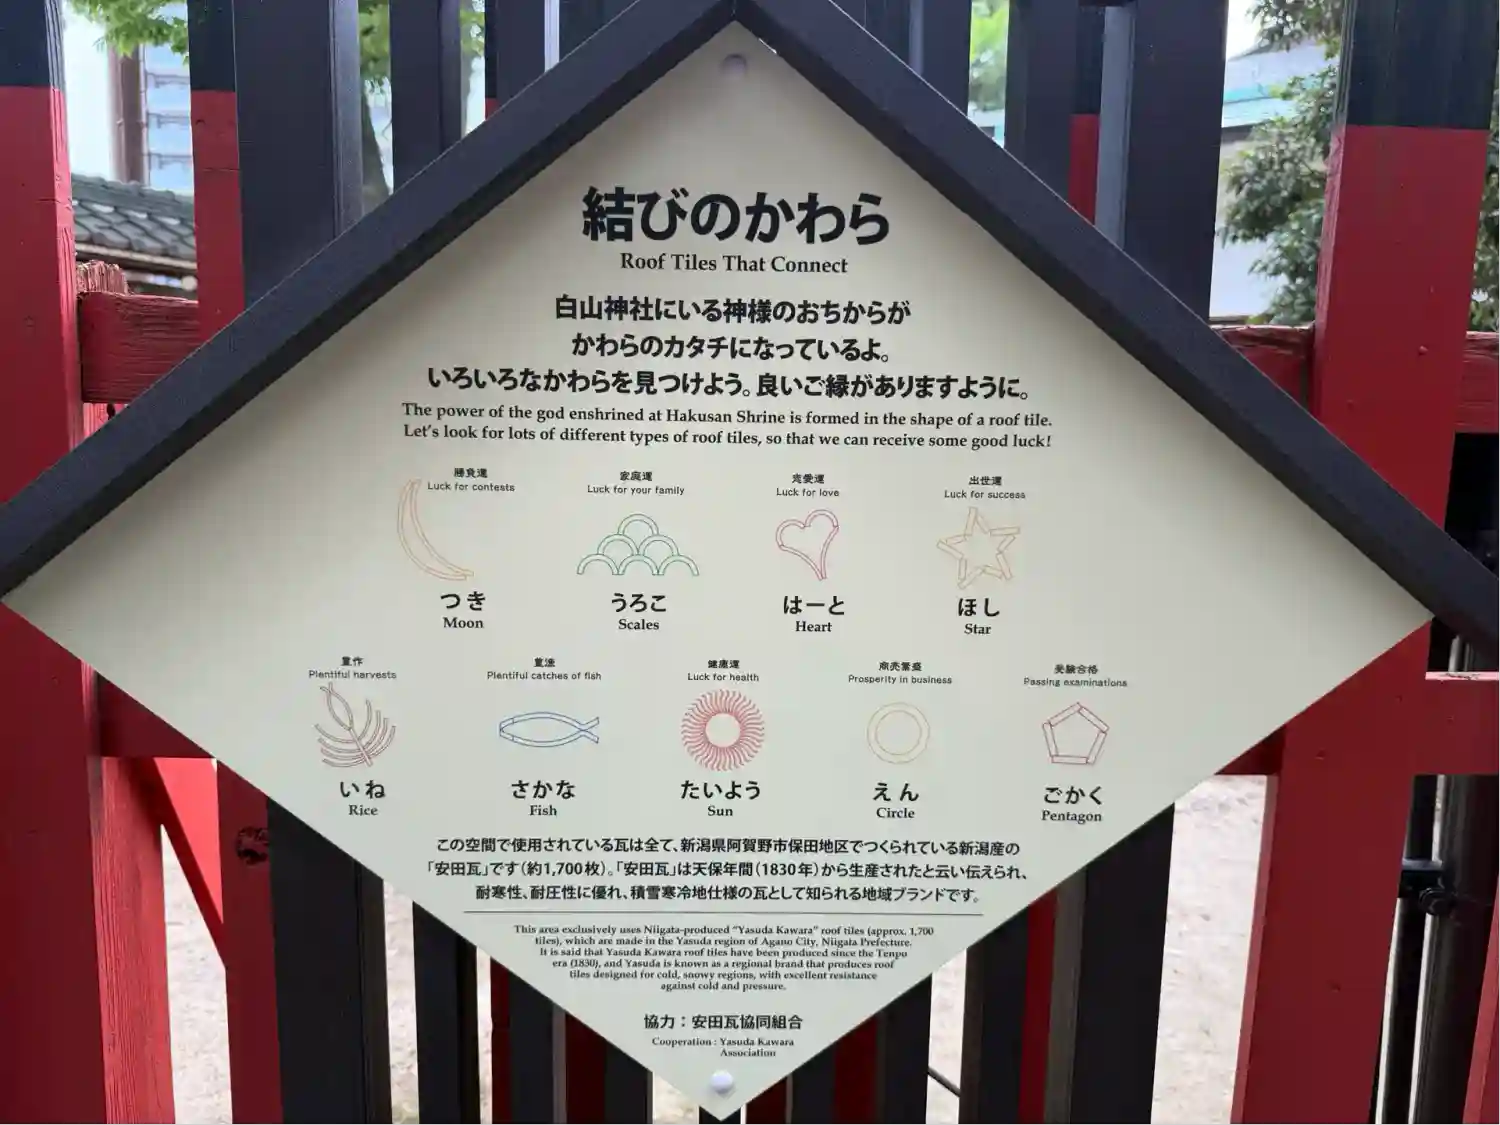 結びのかわら
Roof Tiles That Connect
白山神社にいる神様のおちからが
かわらのカタチになっているよ。
いろいろなかわらを見つけよう。良いご縁がありますように。
The power of the god enshrined at Hakusan Shrine is formed in the shape of a roof tile.
Let's look for lots of different types of roof tiles, so that we can receive some good luck!
勝負運
Luck for contests
つき
Moon
家庭運
Luck for your family
うろこ
Scales
恋愛運
Luck for love
はーと
Heart
出世運
Luck for success
ほし
Star
豊作
Plentiful harvests
いね
Rice
豊漁
Plentiful catches of fish
さかな
Fish
健康運
Luck for health
たいよう
Sun
商売繁盛
Prosperity in business
えん
Circle
受験合格
Passing examinations
ごかく
Pentagon
この空間で使用されている瓦は全て、新潟県阿賀野市保田地区でつくられている新潟産の
「安田瓦」です（約1,700枚）。「安田瓦」は天保年間（1830年）から生産されたと云い伝えられ、
耐寒性、耐圧性に優れ、積雪寒冷地仕様の瓦として知られる地域ブランドです。
This area exclusively uses Niigata-produced "Yasuda Kawara" roof tiles (approx. 1,700
tiles), which are made in the Yasuda region of Agano City, Niigata Prefecture.
It is said that Yasuda Kawara roof tiles have been produced since the Tenpo
era (1830), and Yasuda is known as a regional brand that produces roof
tiles designed for cold, snowy regions, with excellent resistance
against cold and pressure.
協力：安田瓦協同組合
Cooperation : Yasuda Kawara
Association